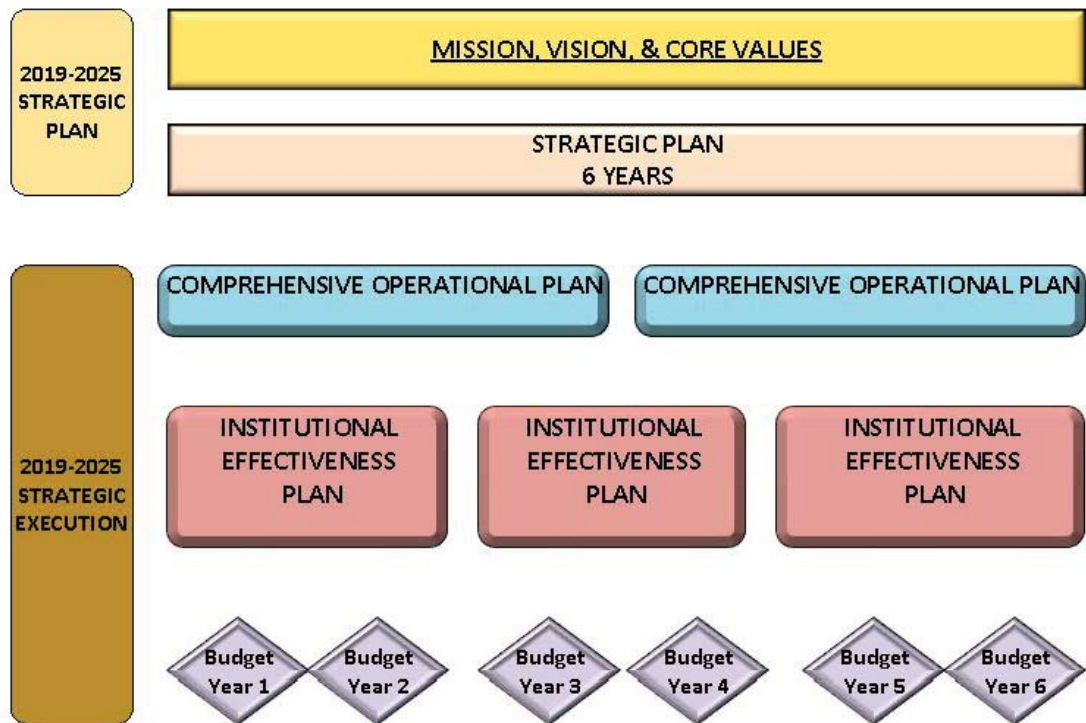 2019-2025
STRATEGIC
PLAN
MISSION, VISION, & CORE VALUES
STRATEGIC PLAN
6 YEARS
2019-2025
STRATEGIC
EXECUTION
COMPREHENSIVE OPERATIONAL PLAN
COMPREHENSIVE OPERATIONAL PLAN
INSTITUTIONAL
EFFECTIVENESS
PLAN
INSTITUTIONAL
EFFECTIVENESS
PLAN
INSTITUTIONAL
EFFECTIVENESS
PLAN
Budget
Year 1
Budget
Year 2
Budget
Year 3
Budget
Year 4
Budget
Year 5
Budget
Year 6